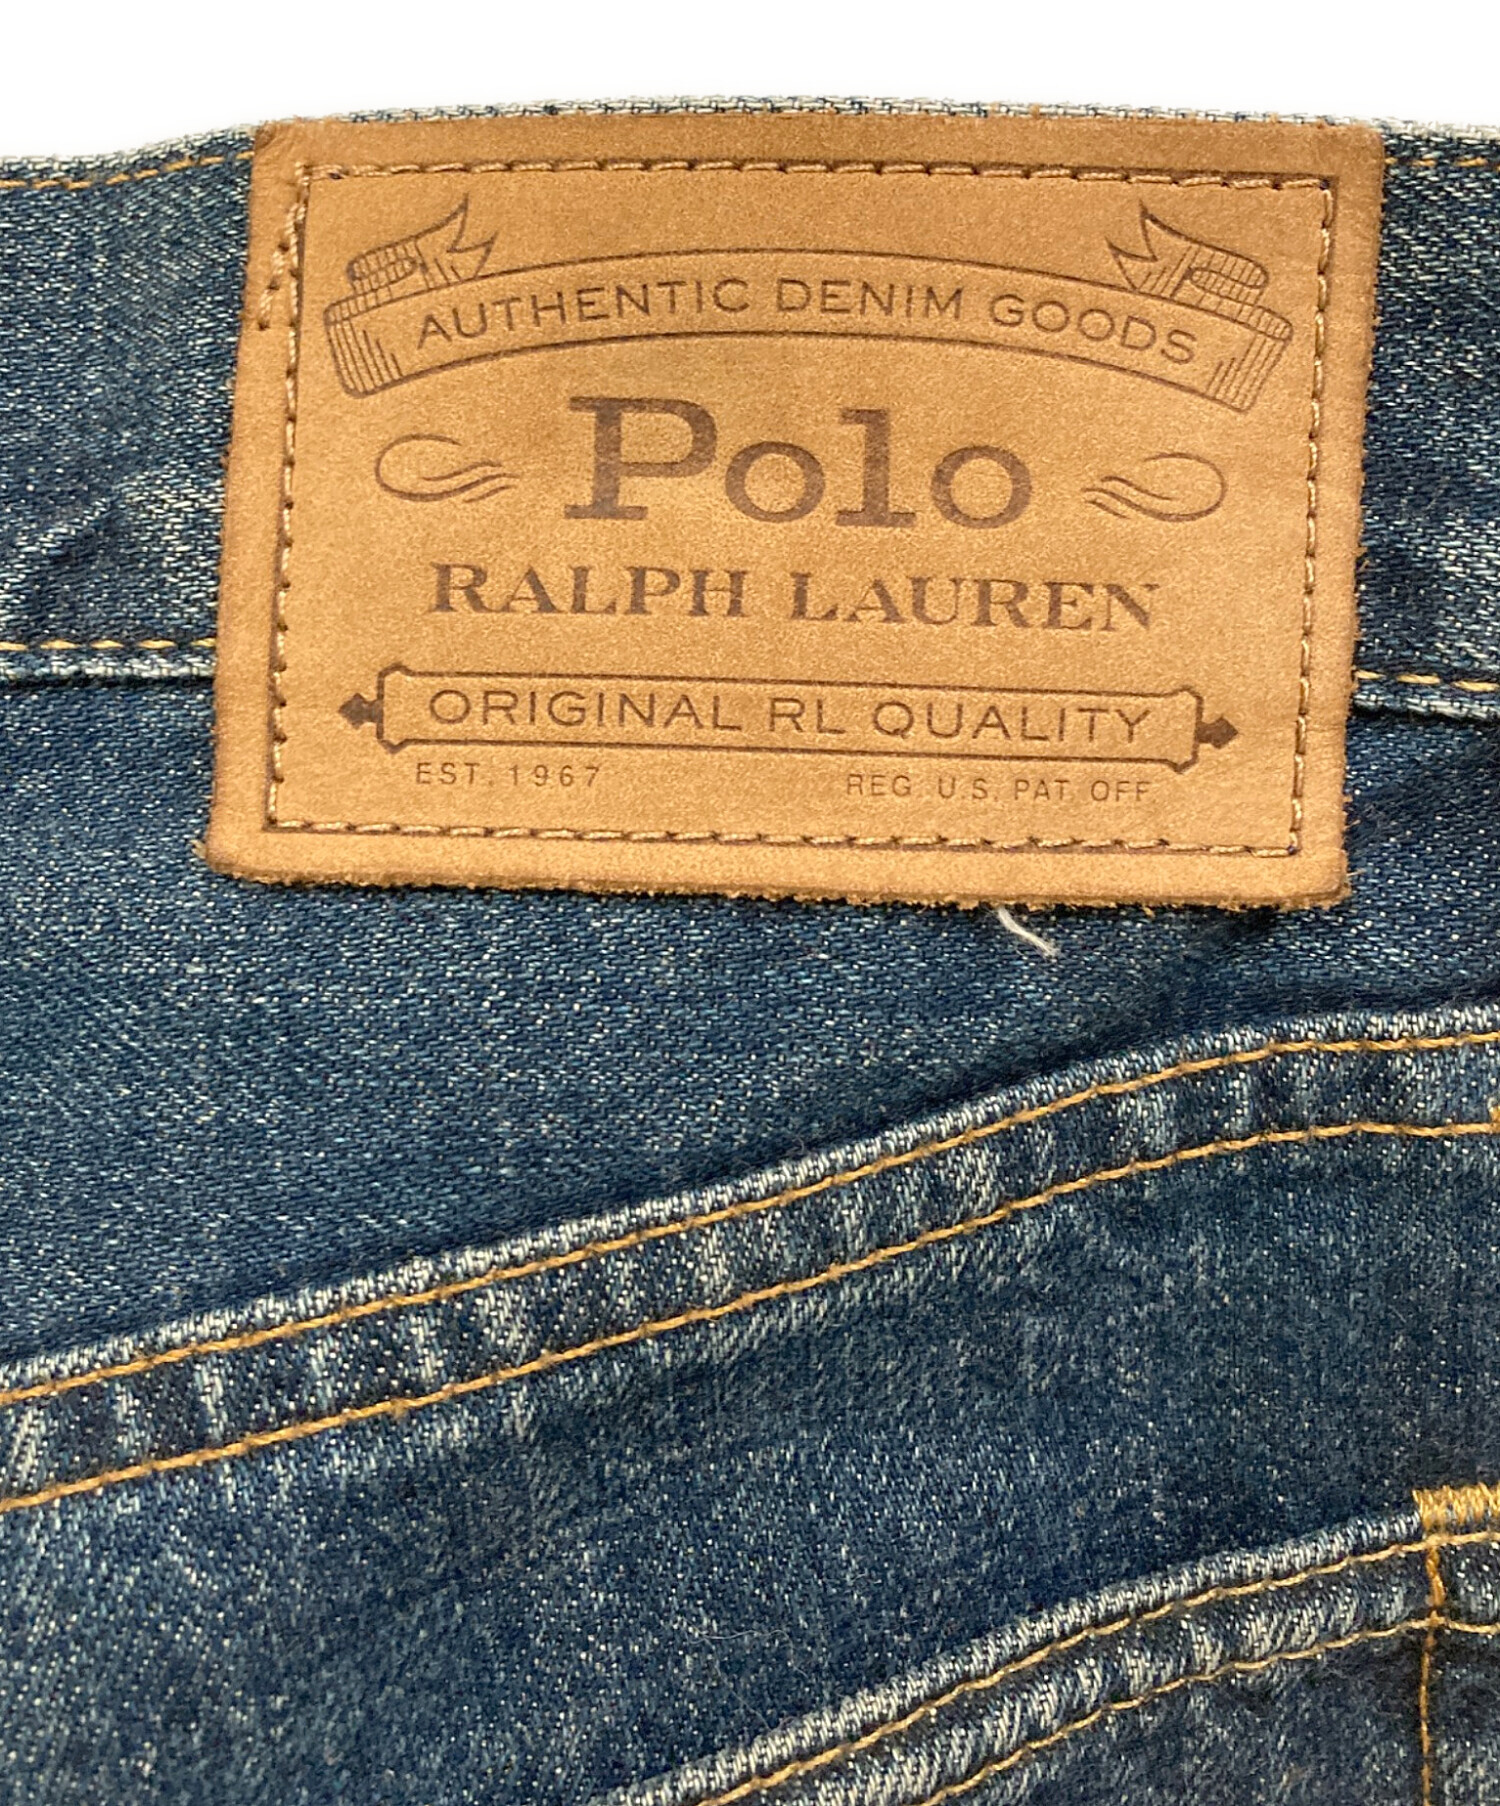 AUTHENTIC DENIM GOODS
Polo
RALPH LAUREN
ORIGINAL RL QUALITY
EST. 1967 REG. U.S. PAT. OFF.